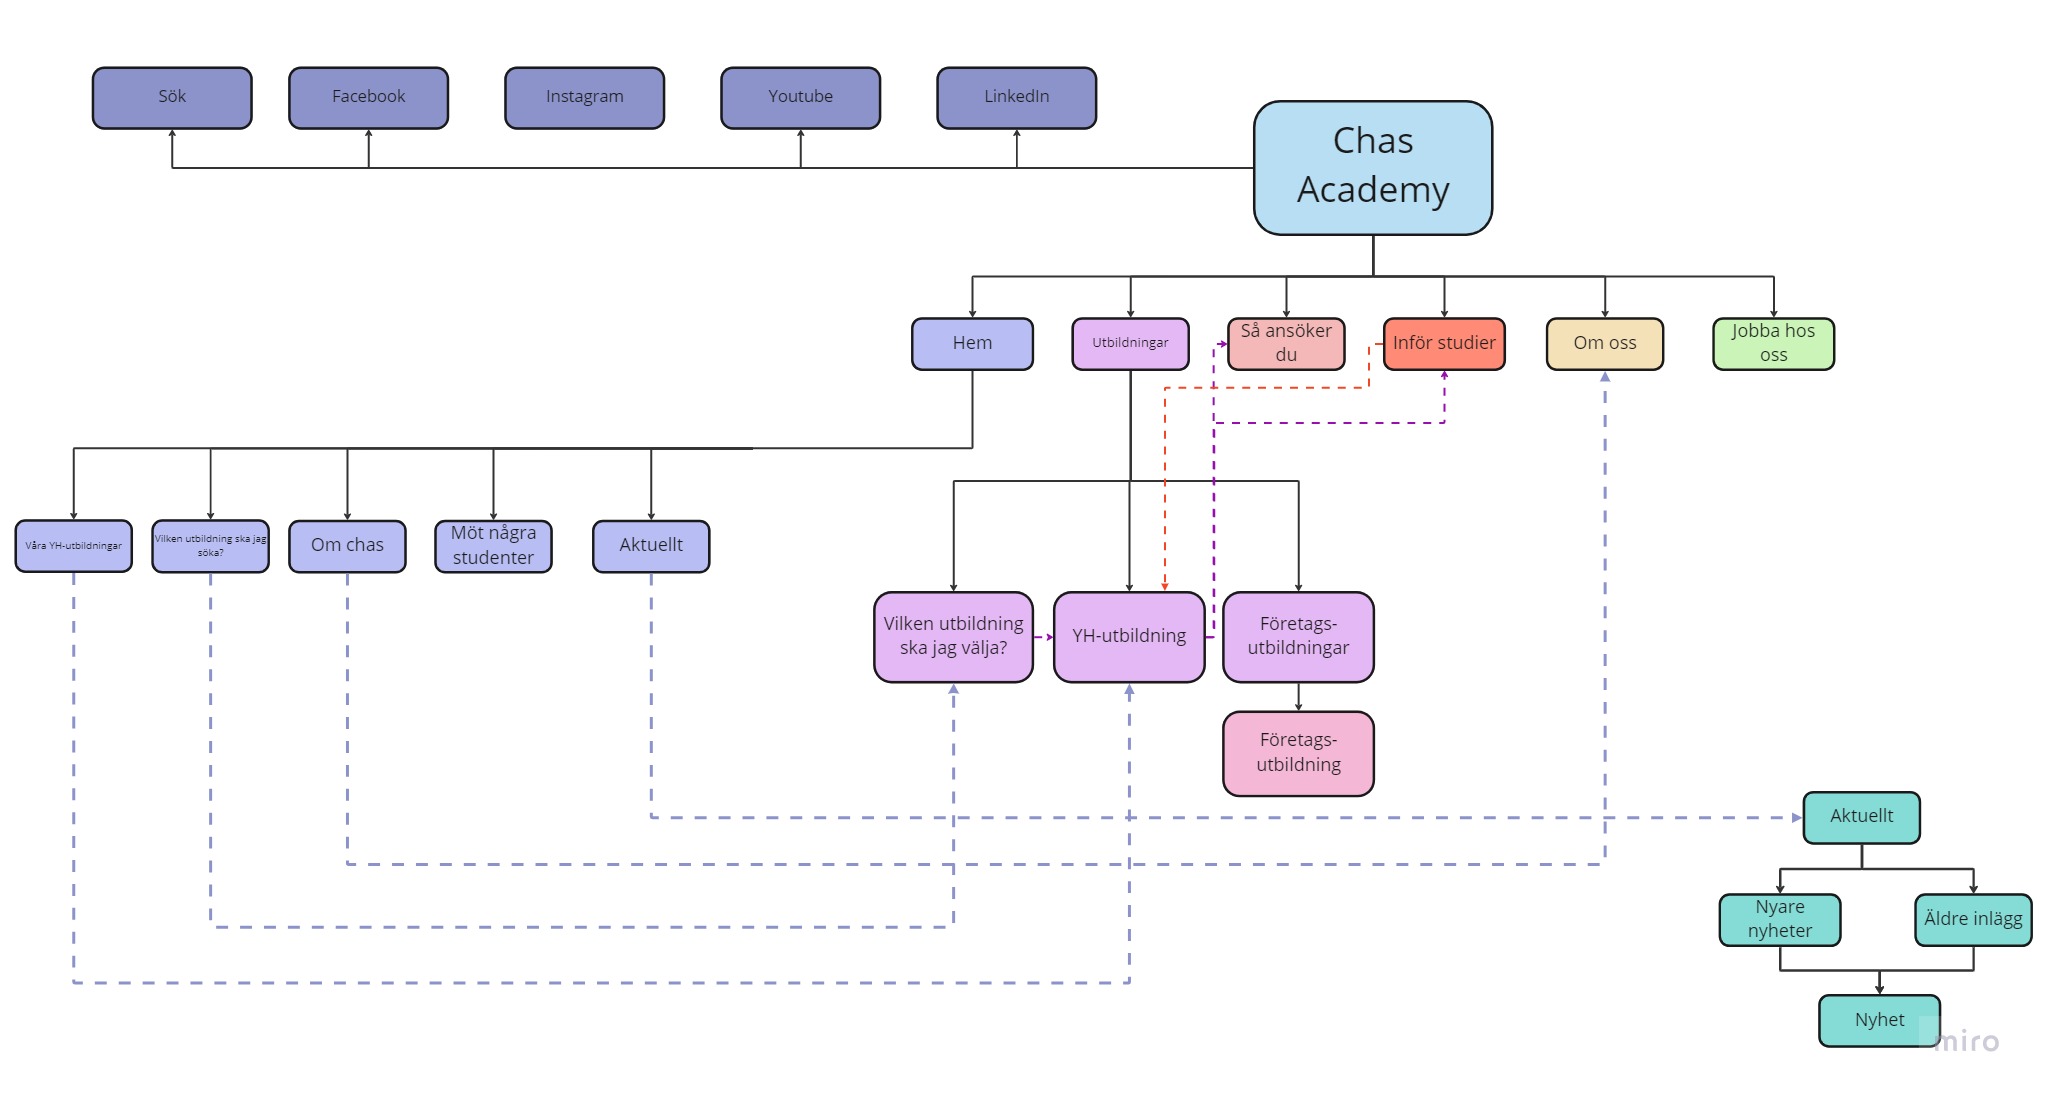 Sök
Facebook
Instagram
Youtube
LinkedIn
Chas
Academy
Hem
Utbildningar
Så ansöker
du
Inför studier
Om oss
Jobba hos
oss
Våra YH-utbildningar
Vilken utbildning ska jag
söka?
Om chas
Möt några
studenter
Aktuellt
Vilken utbildning
ska jag välja?
YH-utbildning
Företags-
utbildningar
Företags-
utbildning
Aktuellt
Nyare
nyheter
Äldre inlägg
Nyhet
miro